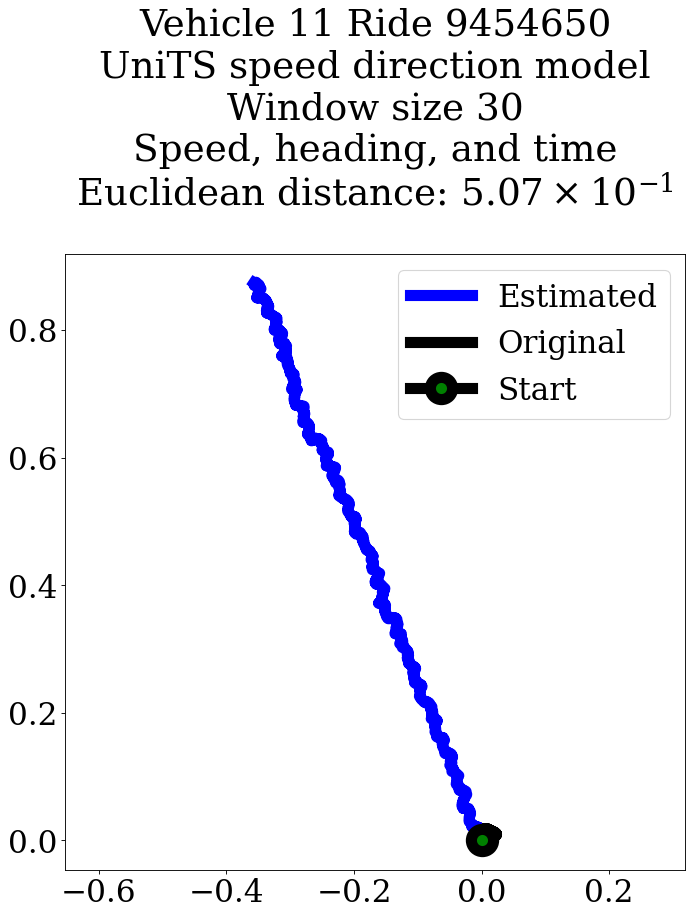 Vehicle 11 Ride 9454650
UniTS speed direction model
Window size 30
Speed, heading, and time
Euclidean distance: 5.07 × 10⁻¹
Estimated
Original
Start
0.8
0.6
0.4
0.2
0.0
−0.6 −0.4 −0.2 0.0 0.2